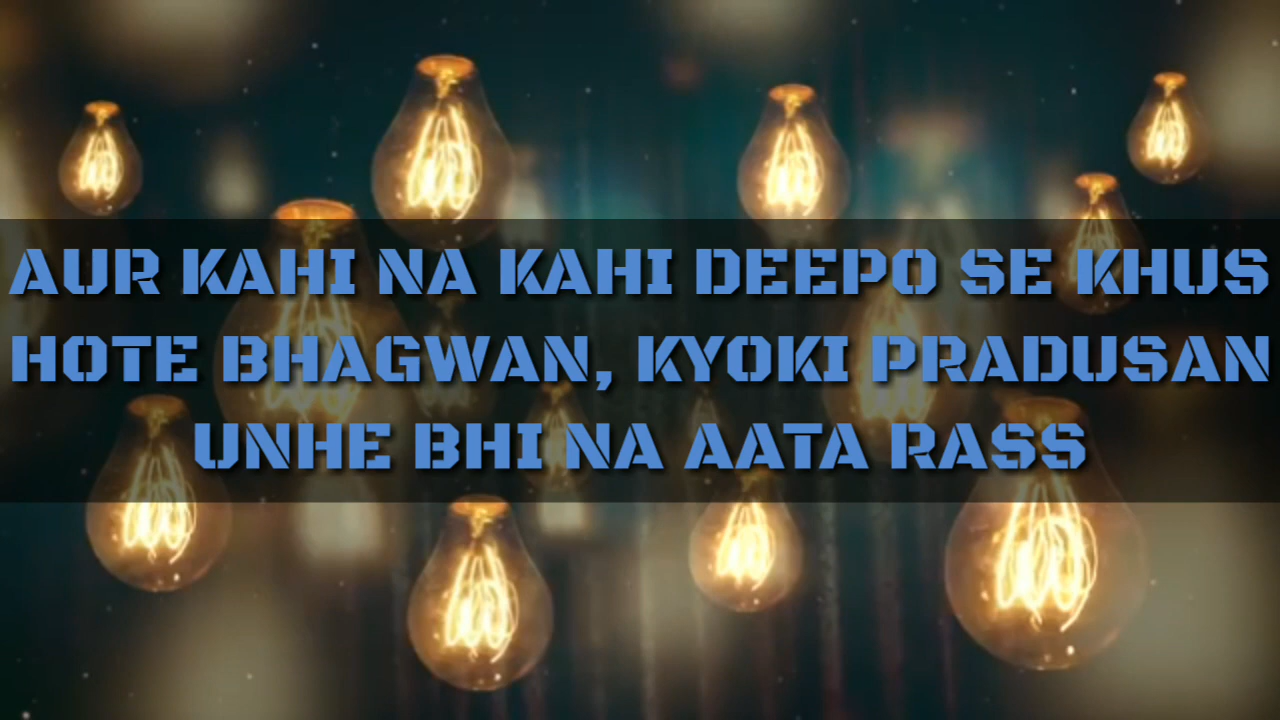 AUR KAHI NA KAHI DEEPO SE KHUS
HOTE BHAGWAN, KYOKI PRADUSAN
UNHE BHI NA AATA RASS